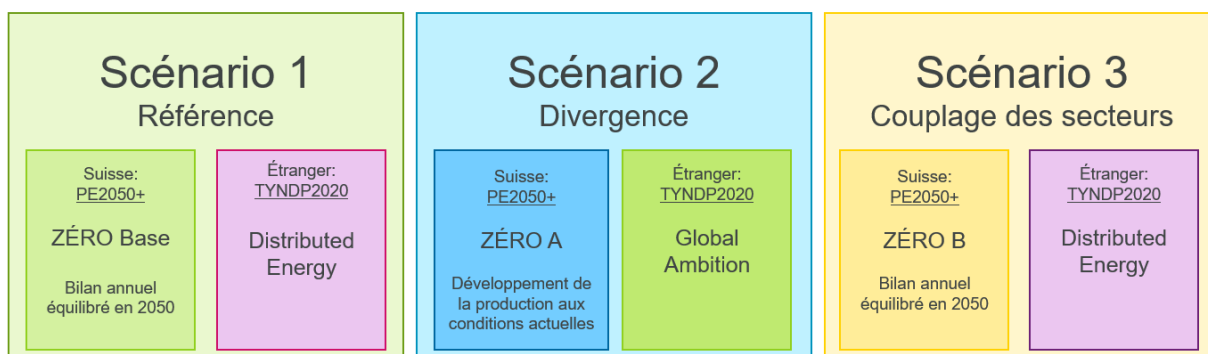 Scénario 1
Référence
Suisse:
PE2050+
ZÉRO Base
Bilan annuel
équilibré en 2050
Étranger:
TYNDP2020
Distributed
Energy
Scénario 2
Divergence
Suisse:
PE2050+
ZÉRO A
Développement de
la production aux
conditions actuelles
Étranger:
TYNDP2020
Global
Ambition
Scénario 3
Couplage des secteurs
Suisse:
PE2050+
ZÉRO B
Bilan annuel
équilibré en 2050
Étranger:
TYNDP2020
Distributed
Energy